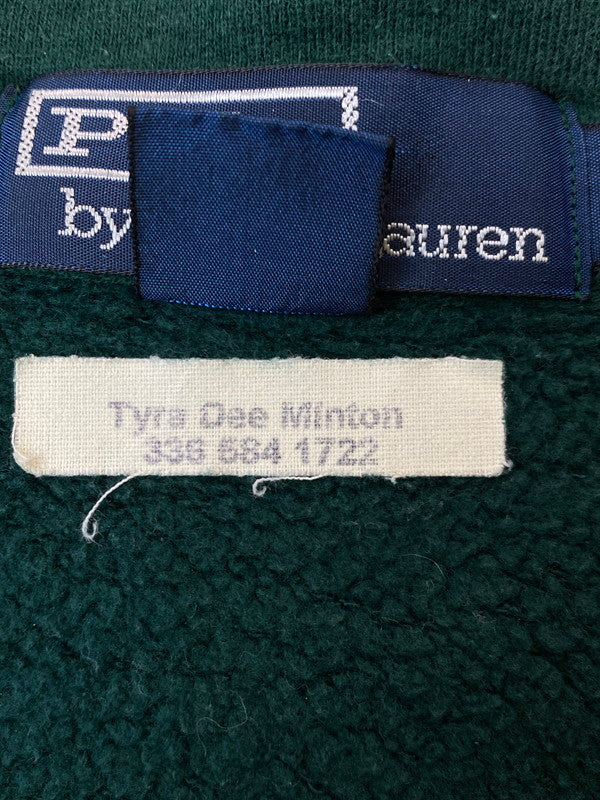 P
by auren
Tyra Dee Minton
336 584 1722